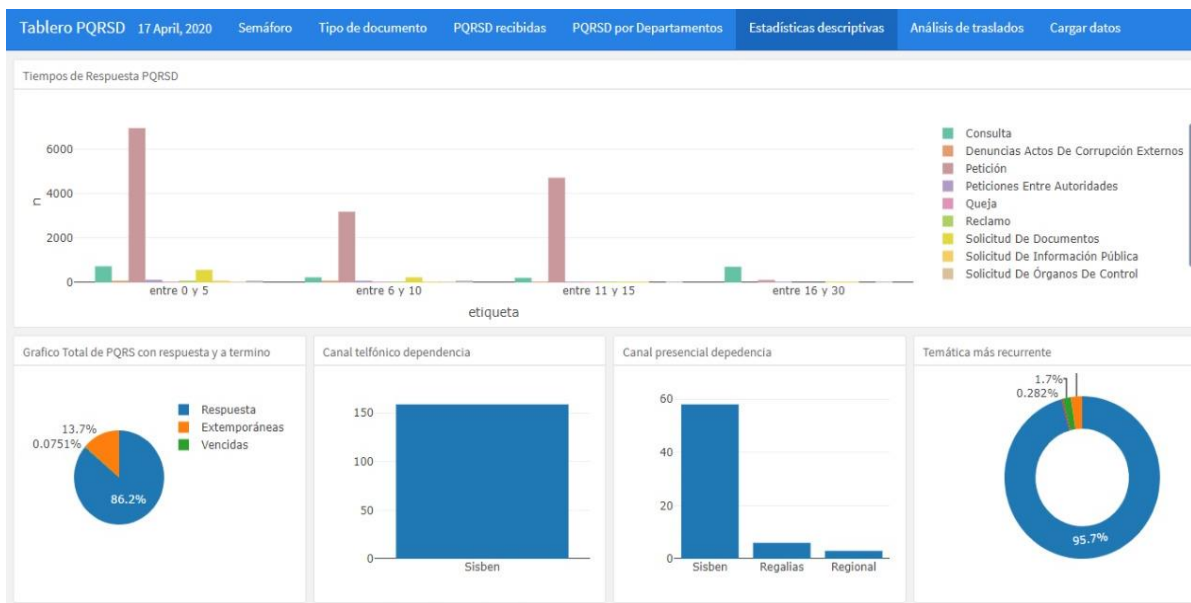 Tablero PQRSD 17 April, 2020 Semáforo Tipo de documento PQRSD recibidas PQRSD por Departamentos Estadísticas descriptivas Análisis de traslados Cargar datos
Tiempos de Respuesta PQRSD
6000
4000
2000
0
n
entre 0 y 5 entre 6 y 10 entre 11 y 15 entre 16 y 30
etiqueta
Consulta
Denuncias Actos De Corrupción Externos
Petición
Peticiones Entre Autoridades
Queja
Reclamo
Solicitud De Documentos
Solicitud De Información Pública
Solicitud De Órganos De Control
Grafico Total de PQRS con respuesta y a termino
13.7%
0.0751%
86.2%
Respuesta
Extemporáneas
Vencidas
Canal telfónico dependencia
150
100
50
0
Sisben
Canal presencial depedencia
60
40
20
0
Sisben Regalias Regional
Temática más recurrente
1.7%
0.282%
95.7%